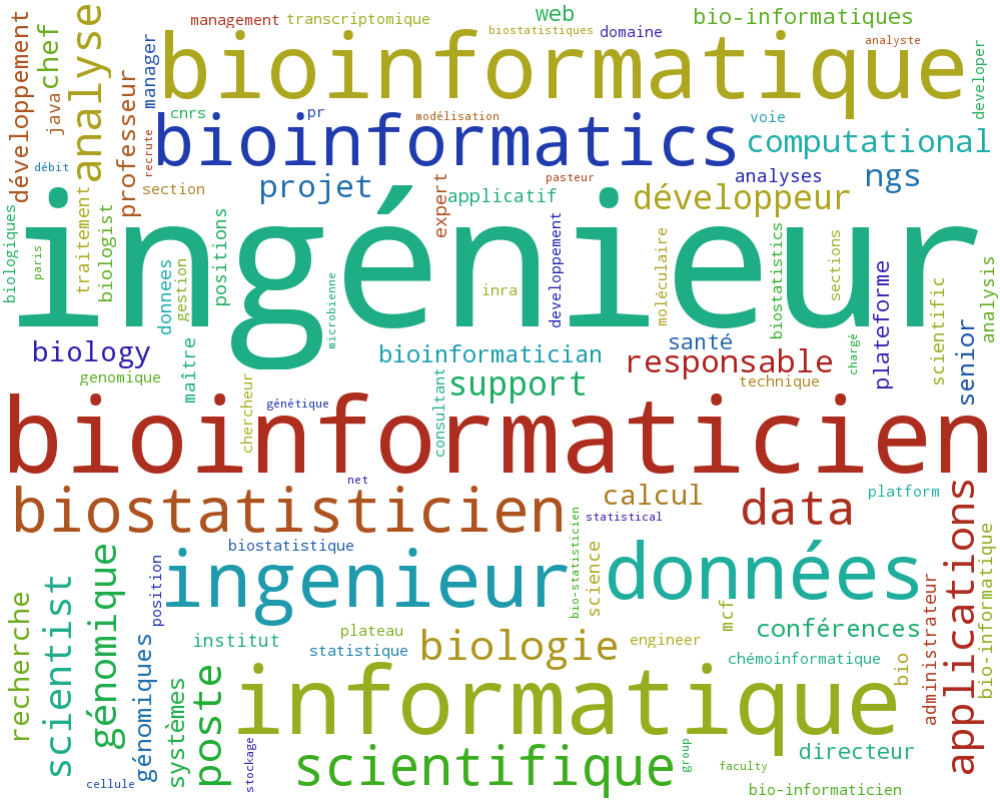 management
transcriptomique
web
bio-informatiques
biostatistiques
domaine
analyste
développement
chef
java
analyse
manager
bioinformatique
developer
professeur
recrute
cnrs
pr
modélisation
voie
bioinformatics
computational
débit
section
projet
expert
applicatif
pasteur
développeur
analyses
ngs
biologiques
paris
traitement
biologist
donnees
gestion
positions
ingénieur
microbienne
inra
developpement
moléculaire
biostatistics
sections
plateforme
scientific
analysis
biology
maître
bioinformatician
santé
responsable
chargé
senior
genomique
chercheur
génétique
consultant
support
technique
bioinformaticien
net
biostatisticien
calcul
data
platform
statistical
bio-statisticien
applications
biostatistique
ingenieur
données
science
bio-informatique
recherche
scientist
génomique
position
génomiques
institut
plateau
statistique
biologie
engineer
mcf
conférences
chémoinformatique
bio
administrateur
systèmes
poste
informatique
stockage
scientifique
group
directeur
cellule
faculty
bio-informaticien